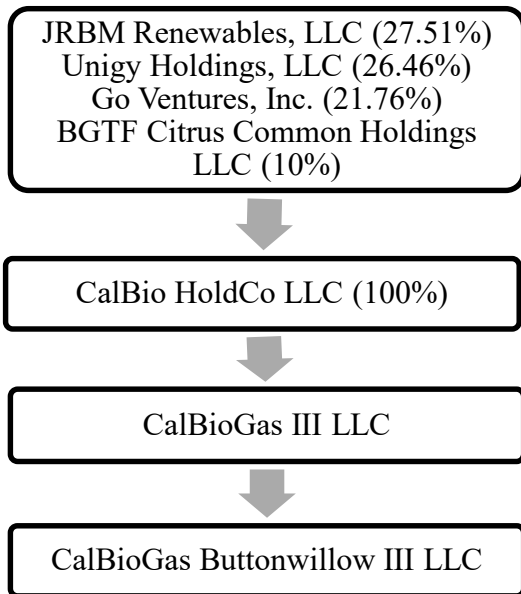 JRBM Renewables, LLC (27.51%)
Unigy Holdings, LLC (26.46%)
Go Ventures, Inc. (21.76%)
BGTF Citrus Common Holdings
LLC (10%)
CalBio HoldCo LLC (100%)
CalBioGas III LLC
CalBioGas Buttonwillow III LLC